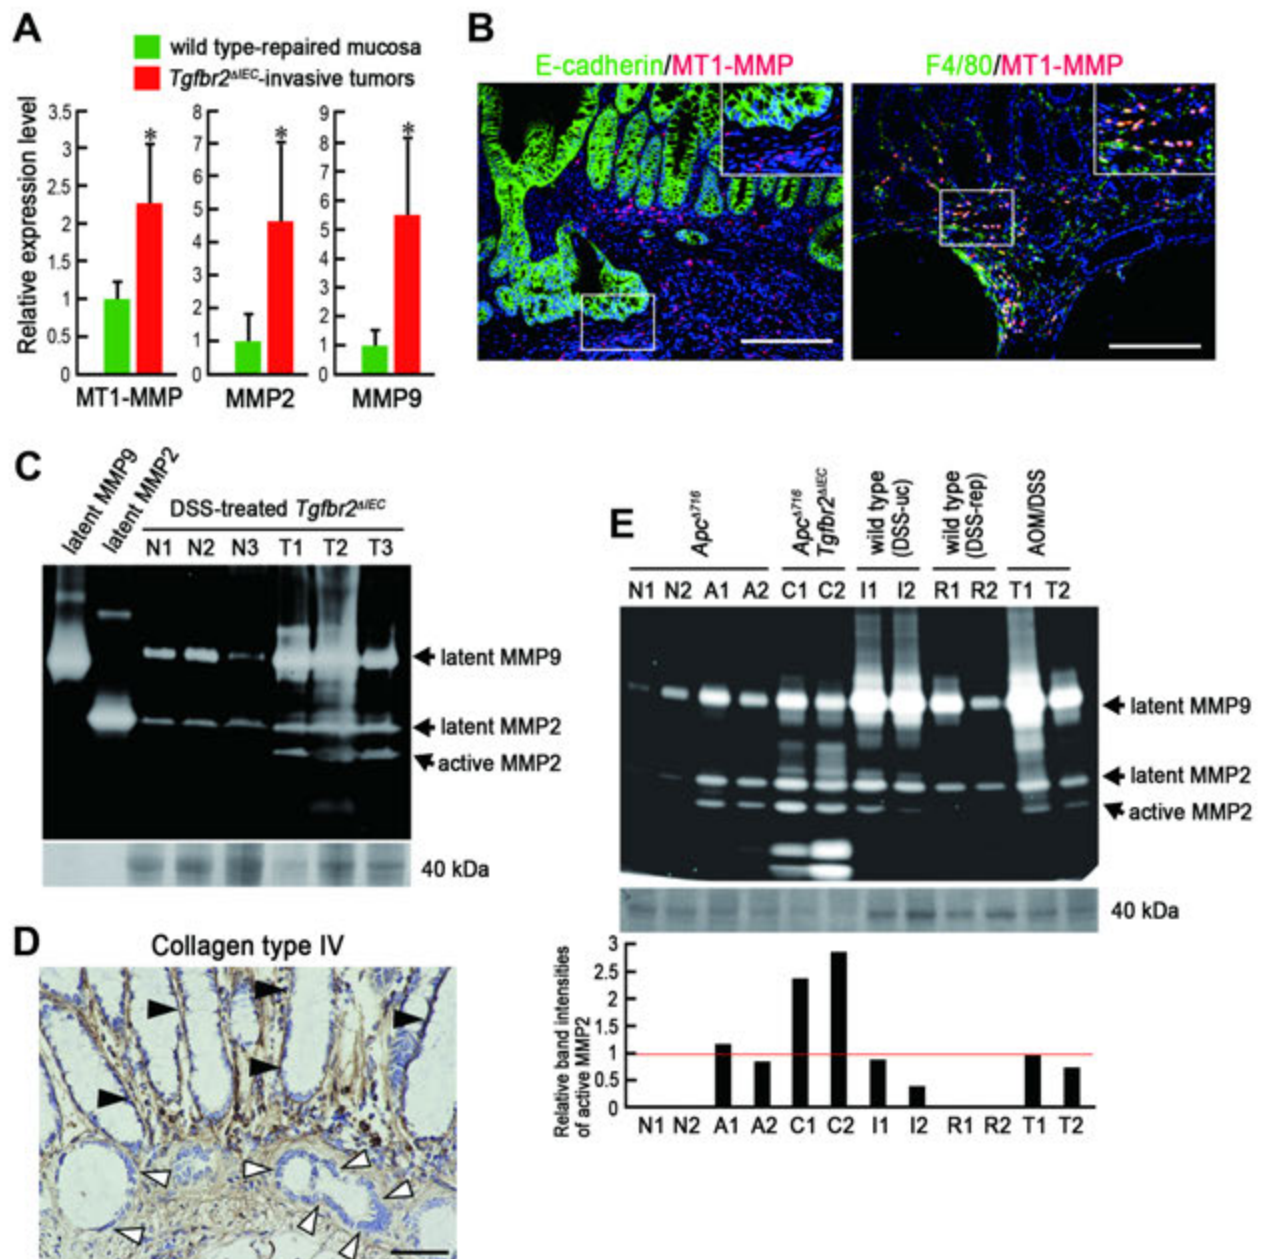 A
wild type-repaired mucosa
Tgfbr2ΔIEC-invasive tumors
Relative expression level
3.5
3
2.5
2
1.5
1
0.5
0
MT1-MMP
8
7
6
5
4
3
2
1
0
MMP2
9
8
7
6
5
4
3
2
1
0
MMP9
* * *
B
E-cadherin/MT1-MMP
F4/80/MT1-MMP
C
latent MMP9
latent MMP2
DSS-treated Tgfbr2ΔIEC
N1 N2 N3 T1 T2 T3
latent MMP9
latent MMP2
active MMP2
40 kDa
D
Collagen type IV
E
ApcΔ716
ApcΔ716
Tgfbr2ΔIEC
wild type
(DSS-uc)
wild type
(DSS-rep)
AOM/DSS
N1 N2 A1 A2 C1 C2 I1 I2 R1 R2 T1 T2
latent MMP9
latent MMP2
active MMP2
40 kDa
Relative band intensities
of active MMP2
3
2.5
2
1.5
1
0.5
0
N1 N2 A1 A2 C1 C2 I1 I2 R1 R2 T1 T2